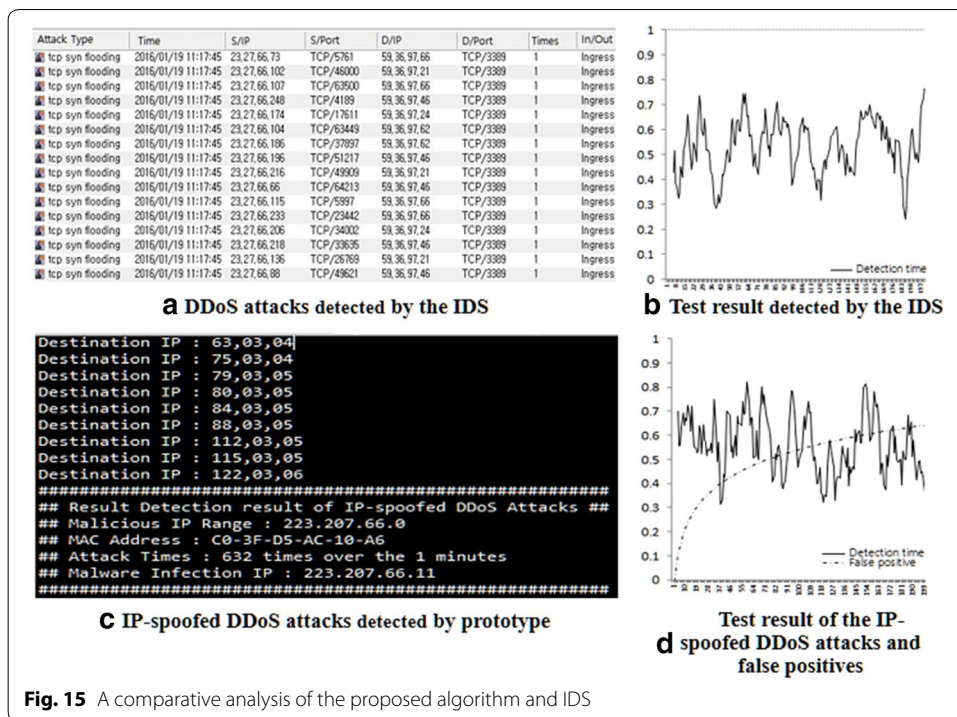 Attack Type Time S/IP S/Port D/IP D/Port Times In/Out
tcp syn flooding 2016/01/19 11:17:45 23,27,66,73 TCP/5761 59,36,97,66 TCP/3389 1 Ingress
tcp syn flooding 2016/01/19 11:17:45 23,27,66,102 TCP/46000 59,36,97,21 TCP/3389 1 Ingress
tcp syn flooding 2016/01/19 11:17:45 23,27,66,107 TCP/63500 59,36,97,66 TCP/3389 1 Ingress
tcp syn flooding 2016/01/19 11:17:45 23,27,66,248 TCP/4189 59,36,97,46 TCP/3389 1 Ingress
tcp syn flooding 2016/01/19 11:17:45 23,27,66,174 TCP/17611 59,36,97,24 TCP/3389 1 Ingress
tcp syn flooding 2016/01/19 11:17:45 23,27,66,104 TCP/63449 59,36,97,62 TCP/3389 1 Ingress
tcp syn flooding 2016/01/19 11:17:45 23,27,66,186 TCP/37897 59,36,97,62 TCP/3389 1 Ingress
tcp syn flooding 2016/01/19 11:17:45 23,27,66,196 TCP/51217 59,36,97,46 TCP/3389 1 Ingress
tcp syn flooding 2016/01/19 11:17:45 23,27,66,216 TCP/49909 59,36,97,21 TCP/3389 1 Ingress
tcp syn flooding 2016/01/19 11:17:45 23,27,66,66 TCP/64213 59,36,97,46 TCP/3389 1 Ingress
tcp syn flooding 2016/01/19 11:17:45 23,27,66,115 TCP/5997 59,36,97,66 TCP/3389 1 Ingress
tcp syn flooding 2016/01/19 11:17:45 23,27,66,233 TCP/23442 59,36,97,66 TCP/3389 1 Ingress
tcp syn flooding 2016/01/19 11:17:45 23,27,66,206 TCP/34002 59,36,97,24 TCP/3389 1 Ingress
tcp syn flooding 2016/01/19 11:17:45 23,27,66,218 TCP/33635 59,36,97,46 TCP/3389 1 Ingress
tcp syn flooding 2016/01/19 11:17:45 23,27,66,136 TCP/26769 59,36,97,21 TCP/3389 1 Ingress
tcp syn flooding 2016/01/19 11:17:45 23,27,66,88 TCP/49621 59,36,97,46 TCP/3389 1 Ingress
a DDoS attacks detected by the IDS
1
0.9
0.8
0.7
0.6
0.5
0.4
0.3
0.2
0.1
0
Detection time
b Test result detected by the IDS
Destination IP : 63,03,04
Destination IP : 75,03,04
Destination IP : 79,03,05
Destination IP : 80,03,05
Destination IP : 84,03,05
Destination IP : 88,03,05
Destination IP : 112,03,05
Destination IP : 115,03,05
Destination IP : 122,03,06
## Result Detection result of IP-spoofed DDoS Attacks ##
## Malicious IP Range : 223.207.66.0
## MAC Address : C0-3F-D5-AC-10-A6
## Attack Times : 632 times over the 1 minutes
## Malware Infection IP : 223.207.66.11
c IP-spoofed DDoS attacks detected by prototype
1
0.9
0.8
0.7
0.6
0.5
0.4
0.3
0.2
0.1
0
Detection time
False positive
1 10 19 28 37 46 55 64 73 82 91 100 109 118 127 136 145 154 163 172 181 190 199
Test result of the IP-
spoofed DDoS attacks and
d false positives
Fig. 15 A comparative analysis of the proposed algorithm and IDS